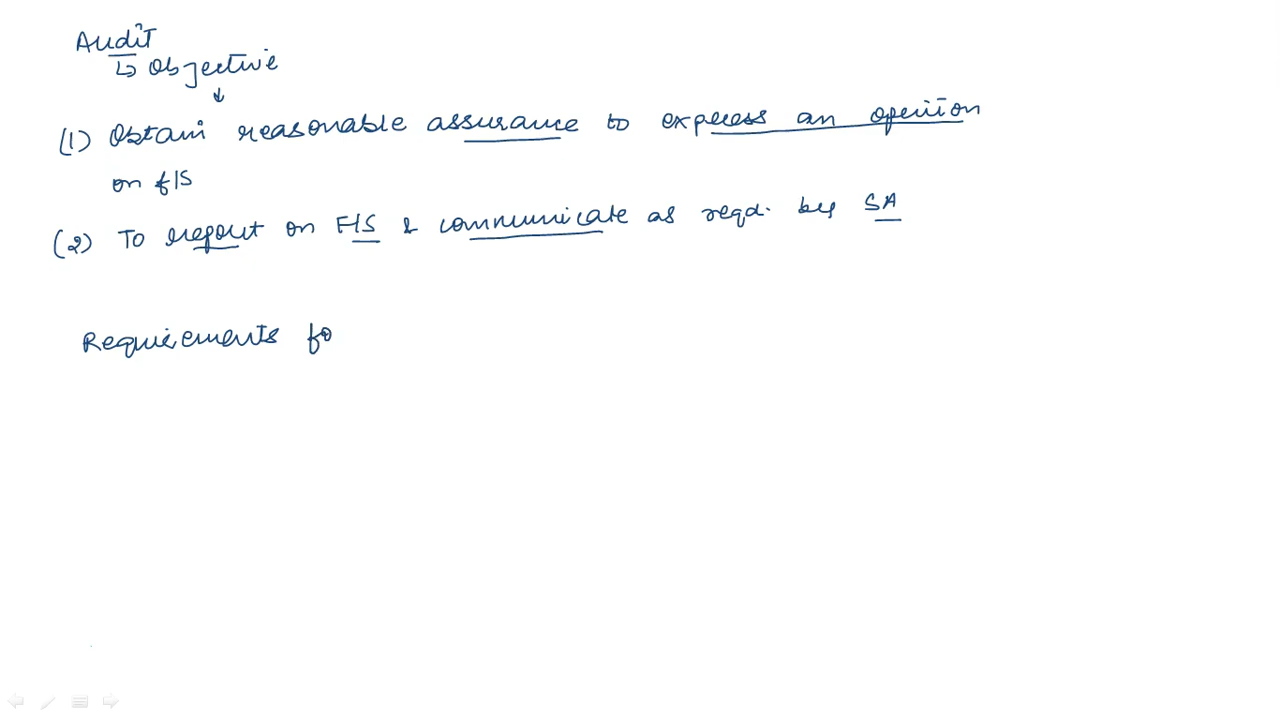 Audit
↳ Objective
↓
(1) Obtain reasonable assurance to express an opinion
on f/S
(2) To report on F/S & communicate as reqd. by SA
Requirements fo